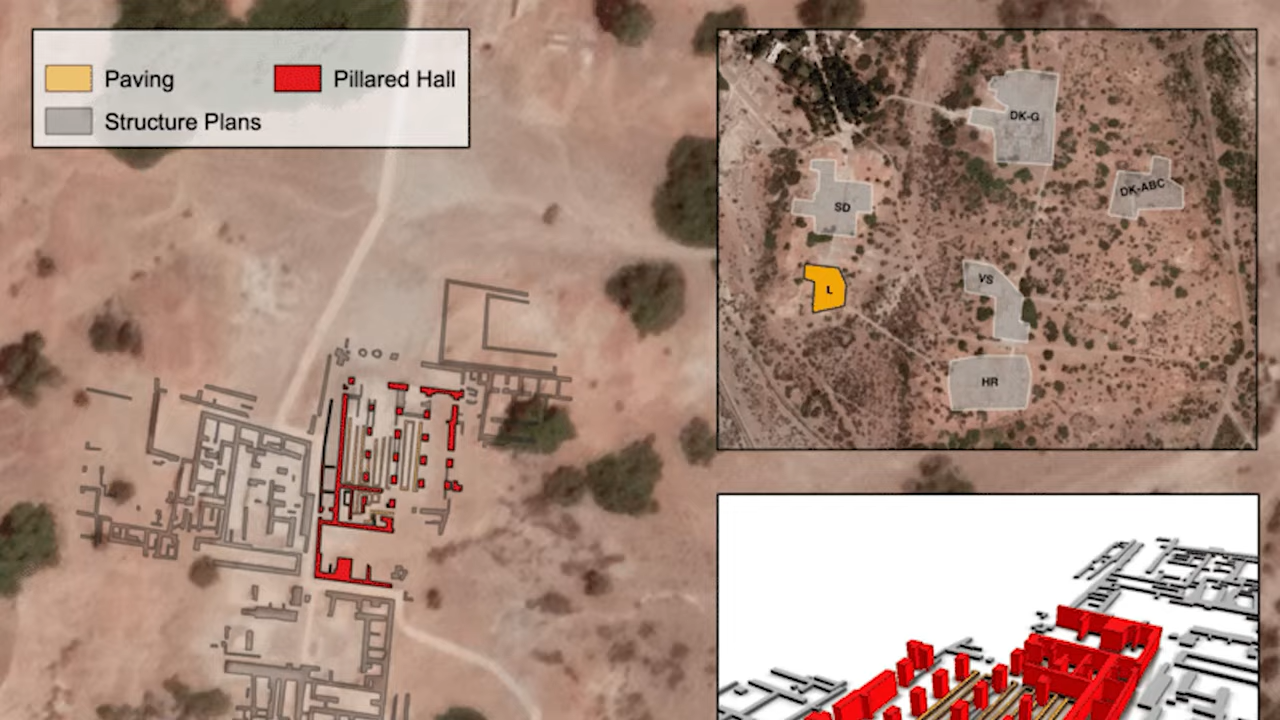 Paving
Pillared Hall
Structure Plans
DK-G
DK-ABC
SD
VS
L
HR